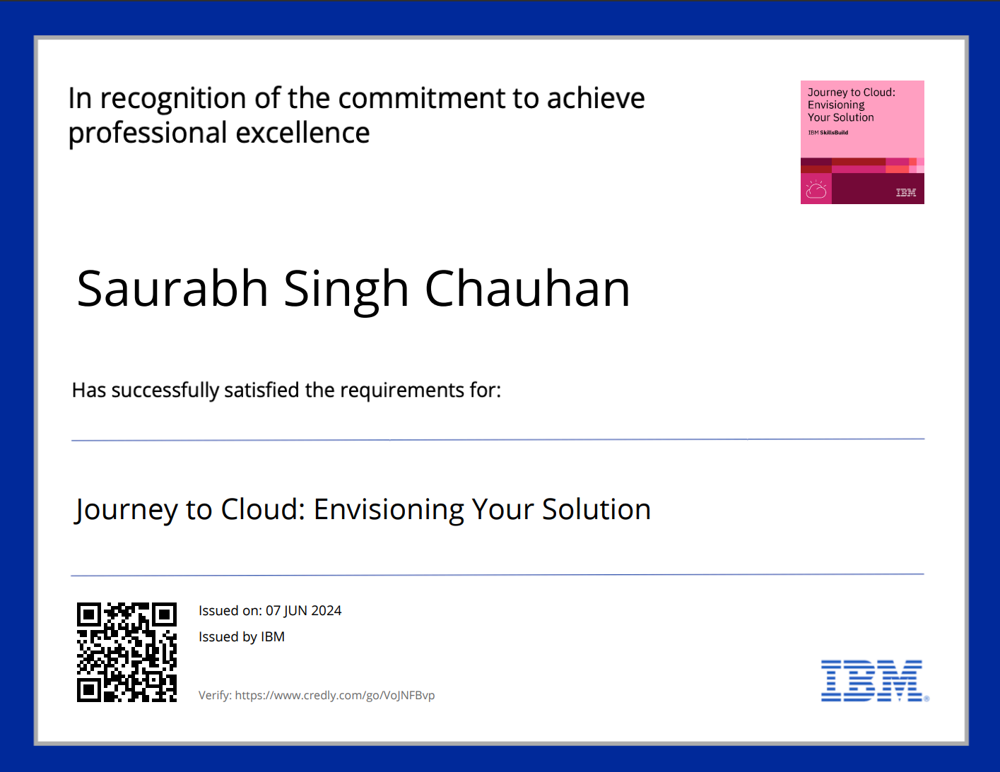 In recognition of the commitment to achieve
professional excellence
Journey to Cloud:
Envisioning
Your Solution
IBM SkillsBuild
IBM
Saurabh Singh Chauhan
Has successfully satisfied the requirements for:
Journey to Cloud: Envisioning Your Solution
Issued on: 07 JUN 2024
Issued by IBM
Verify: https://www.credly.com/go/VoJNFBvp
IBM®